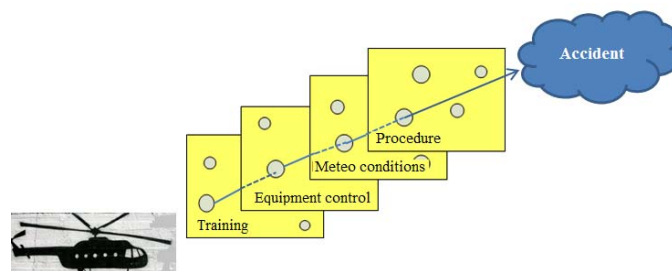 Accident
Procedure
Meteo conditions
Equipment control
Training